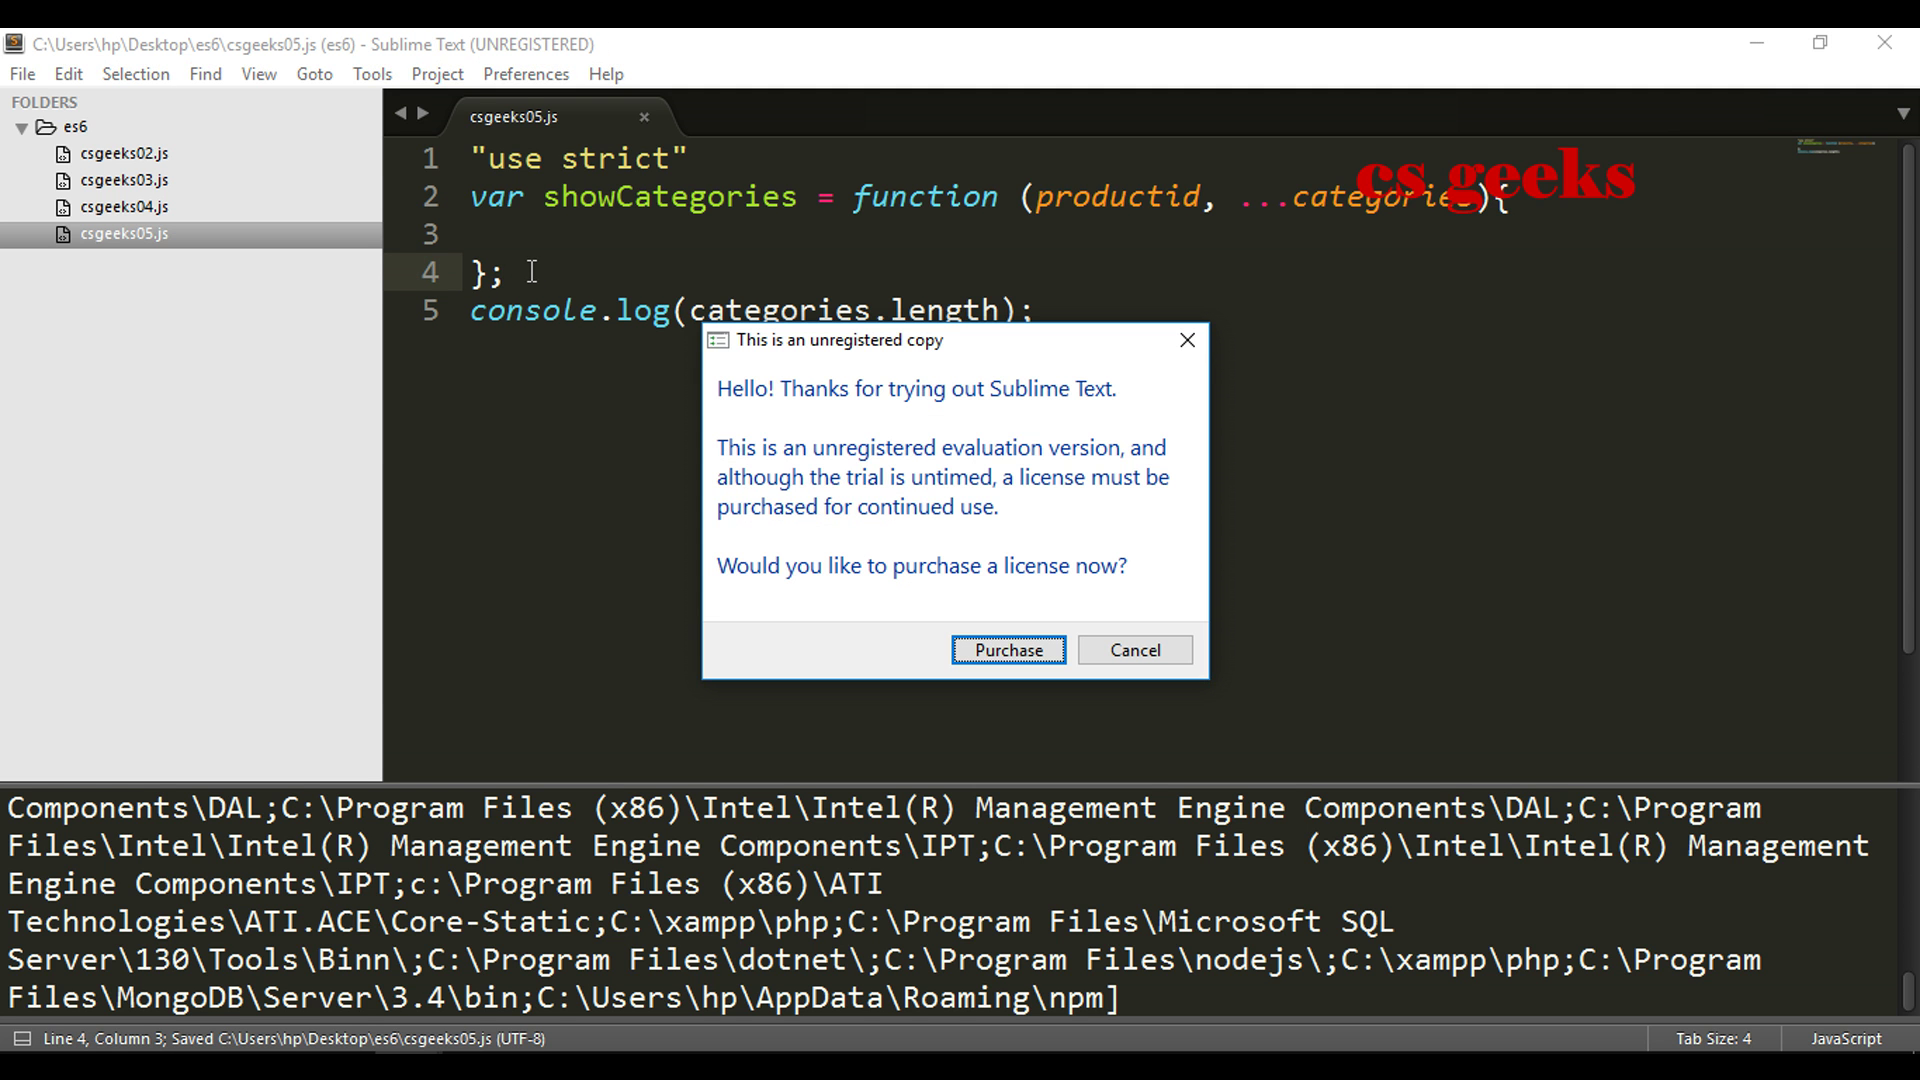 C:\Users\hp\Desktop\es6\csgeeks05.js (es6) - Sublime Text (UNREGISTERED)
File Edit Selection Find View Goto Tools Project Preferences Help
FOLDERS
es6
csgeeks02.js
csgeeks03.js
csgeeks04.js
csgeeks05.js
csgeeks05.js ×
1 "use strict"
cs geeks
2 var showCategories = function (productid, ...categories){
3
4 };
5 console.log(categories.length);
This is an unregistered copy
Hello! Thanks for trying out Sublime Text.
This is an unregistered evaluation version, and
although the trial is untimed, a license must be
purchased for continued use.
Would you like to purchase a license now?
Purchase Cancel
Components\DAL;C:\Program Files (x86)\Intel\Intel(R) Management Engine Components\DAL;C:\Program
Files\Intel\Intel(R) Management Engine Components\IPT;C:\Program Files (x86)\Intel\Intel(R) Management
Engine Components\IPT;c:\Program Files (x86)\ATI
Technologies\ATI.ACE\Core-Static;C:\xampp\php;C:\Program Files\Microsoft SQL
Server\130\Tools\Binn\;C:\Program Files\dotnet\;C:\Program Files\nodejs\;C:\xampp\php;C:\Program
Files\MongoDB\Server\3.4\bin;C:\Users\hp\AppData\Roaming\npm]
Line 4, Column 3; Saved C:\Users\hp\Desktop\es6\csgeeks05.js (UTF-8)
Tab Size: 4
JavaScript